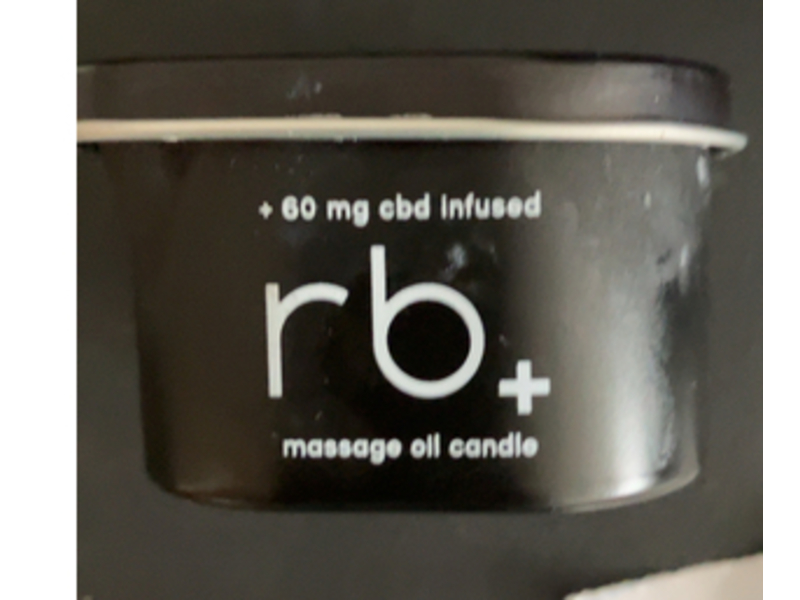 + 60 mg cbd infused
rb+
massage oil candle